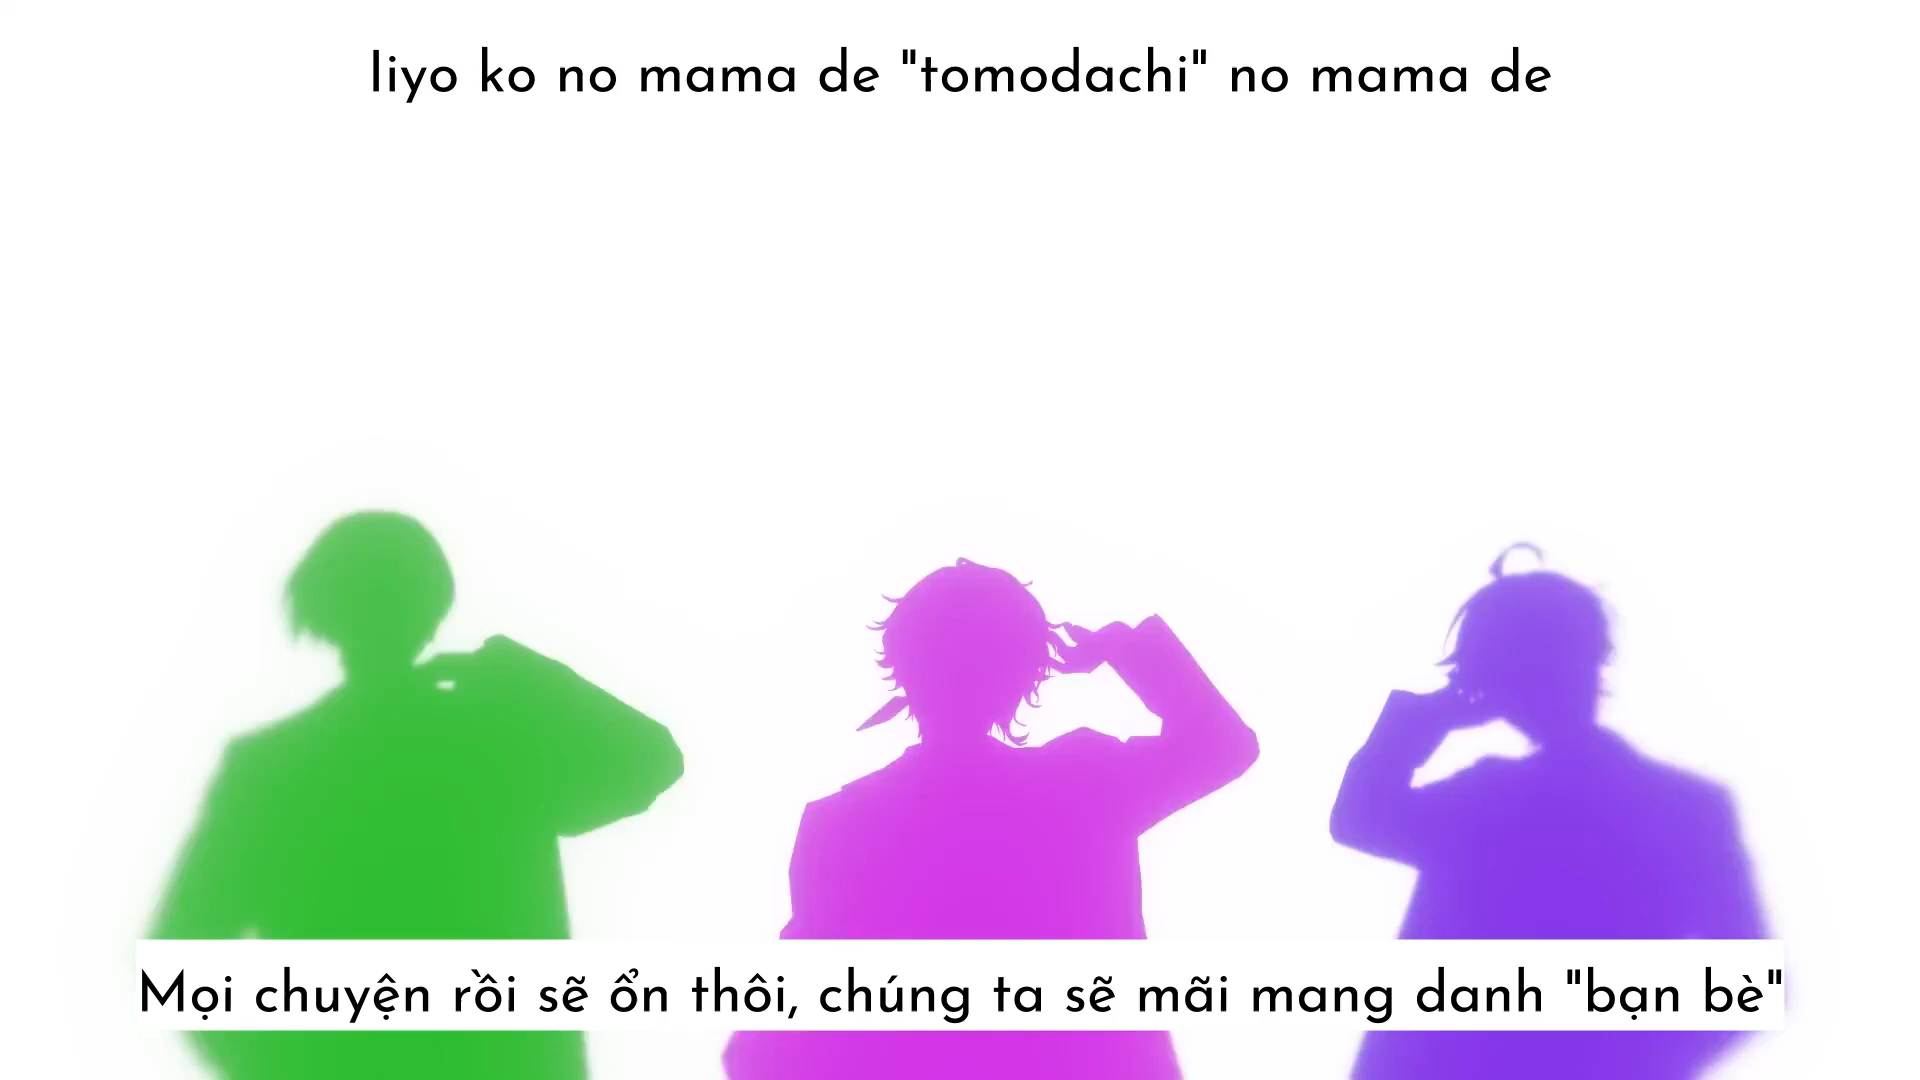 Iiyo ko no mama de "tomodachi" no mama de
Mọi chuyện rồi sẽ ổn thôi, chúng ta sẽ mãi mang danh "bạn bè"